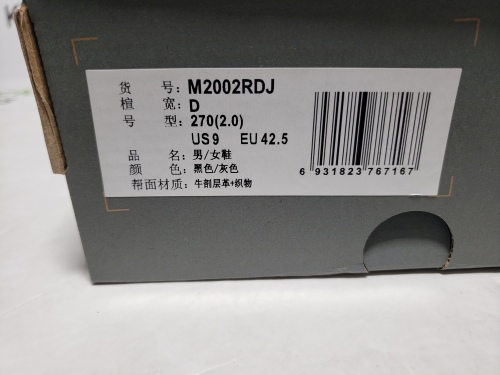 货 号: M2002RDJ
楦 宽: D
号 型: 270(2.0)
US 9 EU 42.5
品 名: 男/女鞋
颜 色: 黑色/灰色
帮面材质: 牛剖层革+织物
6 931823 767167